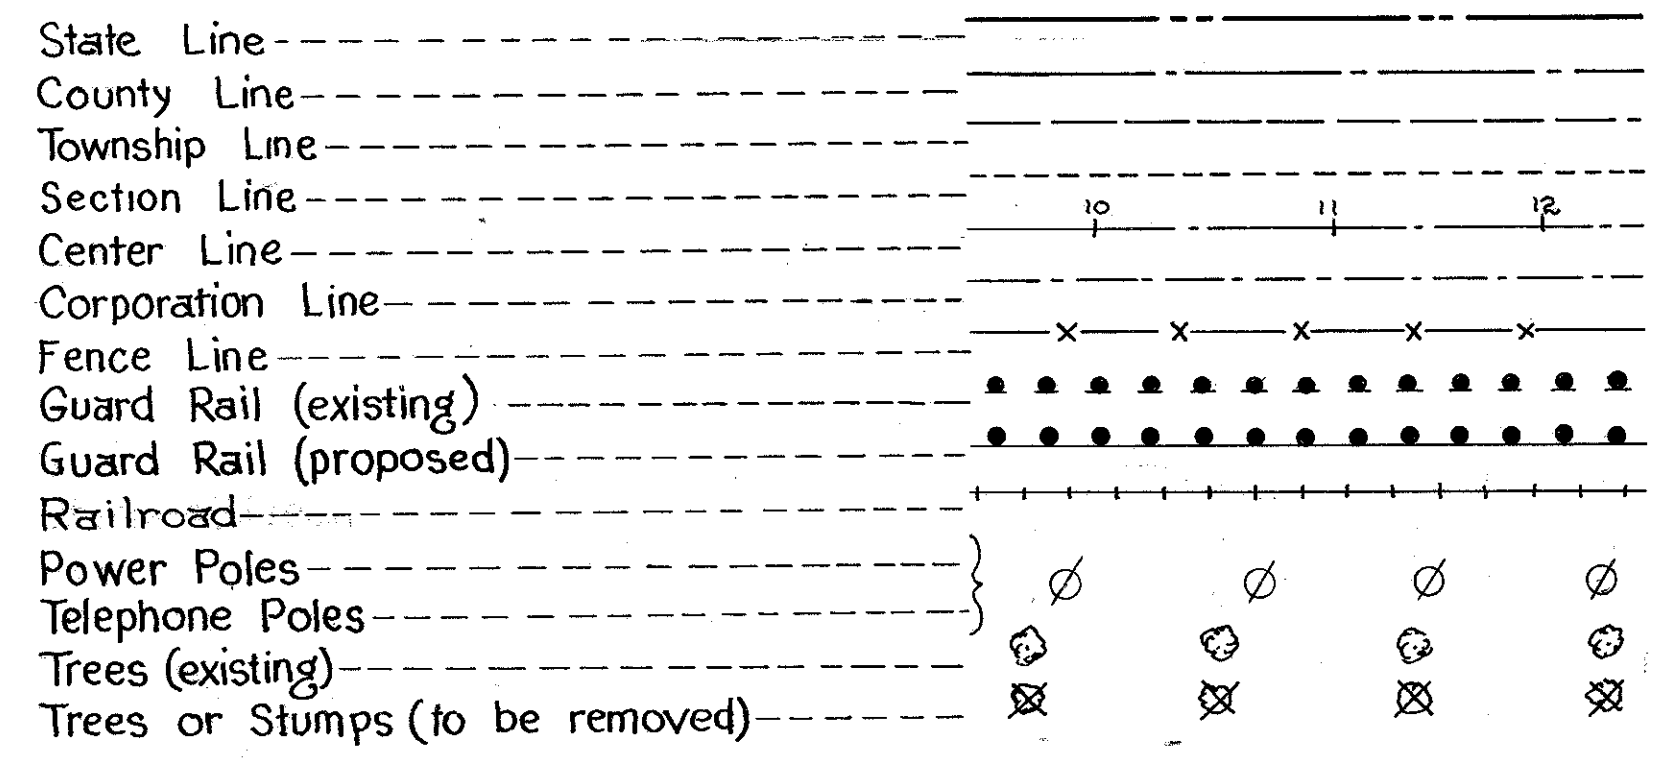 State Line
County Line
Township Line
Section Line
10 11 12
Center Line
Corporation Line
Fence Line
Guard Rail (existing)
Guard Rail (proposed)
Railroad
Power Poles
Telephone Poles
Trees (existing)
Trees or Stumps (to be removed)